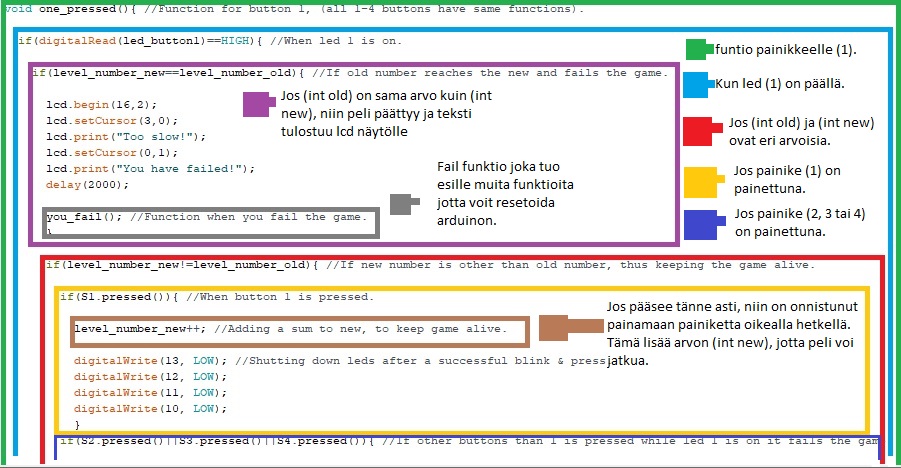 void one_pressed(){ //Function for button 1, (all 1-4 buttons have same functions).
if(digitalRead(led_button1)==HIGH){ //When led 1 is on.
funtio painikkeelle (1).
if(level_number_new==level_number_old){ //If old number reaches the new and fails the game.
Kun led (1) on päällä.
lcd.begin(16,2);
lcd.setCursor(3,0);
lcd.print("Too slow!");
lcd.setCursor(0,1);
lcd.print("You have failed!");
delay(2000);
Jos (int old) on sama arvo kuin (int
new), niin peli päättyy ja teksti
tulostuu lcd näytölle
Jos (int old) ja (int new)
ovat eri arvoisia.
Fail funktio joka tuo
esille muita funktioita
jotta voit resetoida
arduinon.
Jos painike (1) on
painettuna.
Jos painike (2, 3 tai 4)
on painettuna.
you_fail(); //Function when you fail the game.
}
if(level_number_new!=level_number_old){ //If new number is other than old number, thus keeping the game alive.
if(S1.pressed()){ //When button 1 is pressed.
level_number_new++; //Adding a sum to new, to keep game alive.
Jos pääsee tänne asti, niin on onnistunut
painamaan painiketta oikealla hetkellä.
Tämä lisää arvon (int new), jotta peli voi
jatkua.
digitalWrite(13, LOW); //Shutting down leds after a successful blink & press
digitalWrite(12, LOW);
digitalWrite(11, LOW);
digitalWrite(10, LOW);
}
if(S2.pressed()||S3.pressed()||S4.pressed()){ //If other buttons than 1 is pressed while led 1 is on it fails the gam